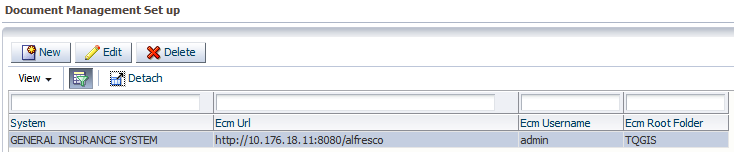 Document Management Set up
New Edit Delete
View Detach
System Ecm Url Ecm Username Ecm Root Folder
GENERAL INSURANCE SYSTEM http://10.176.18.11:8080/alfresco admin TQGIS